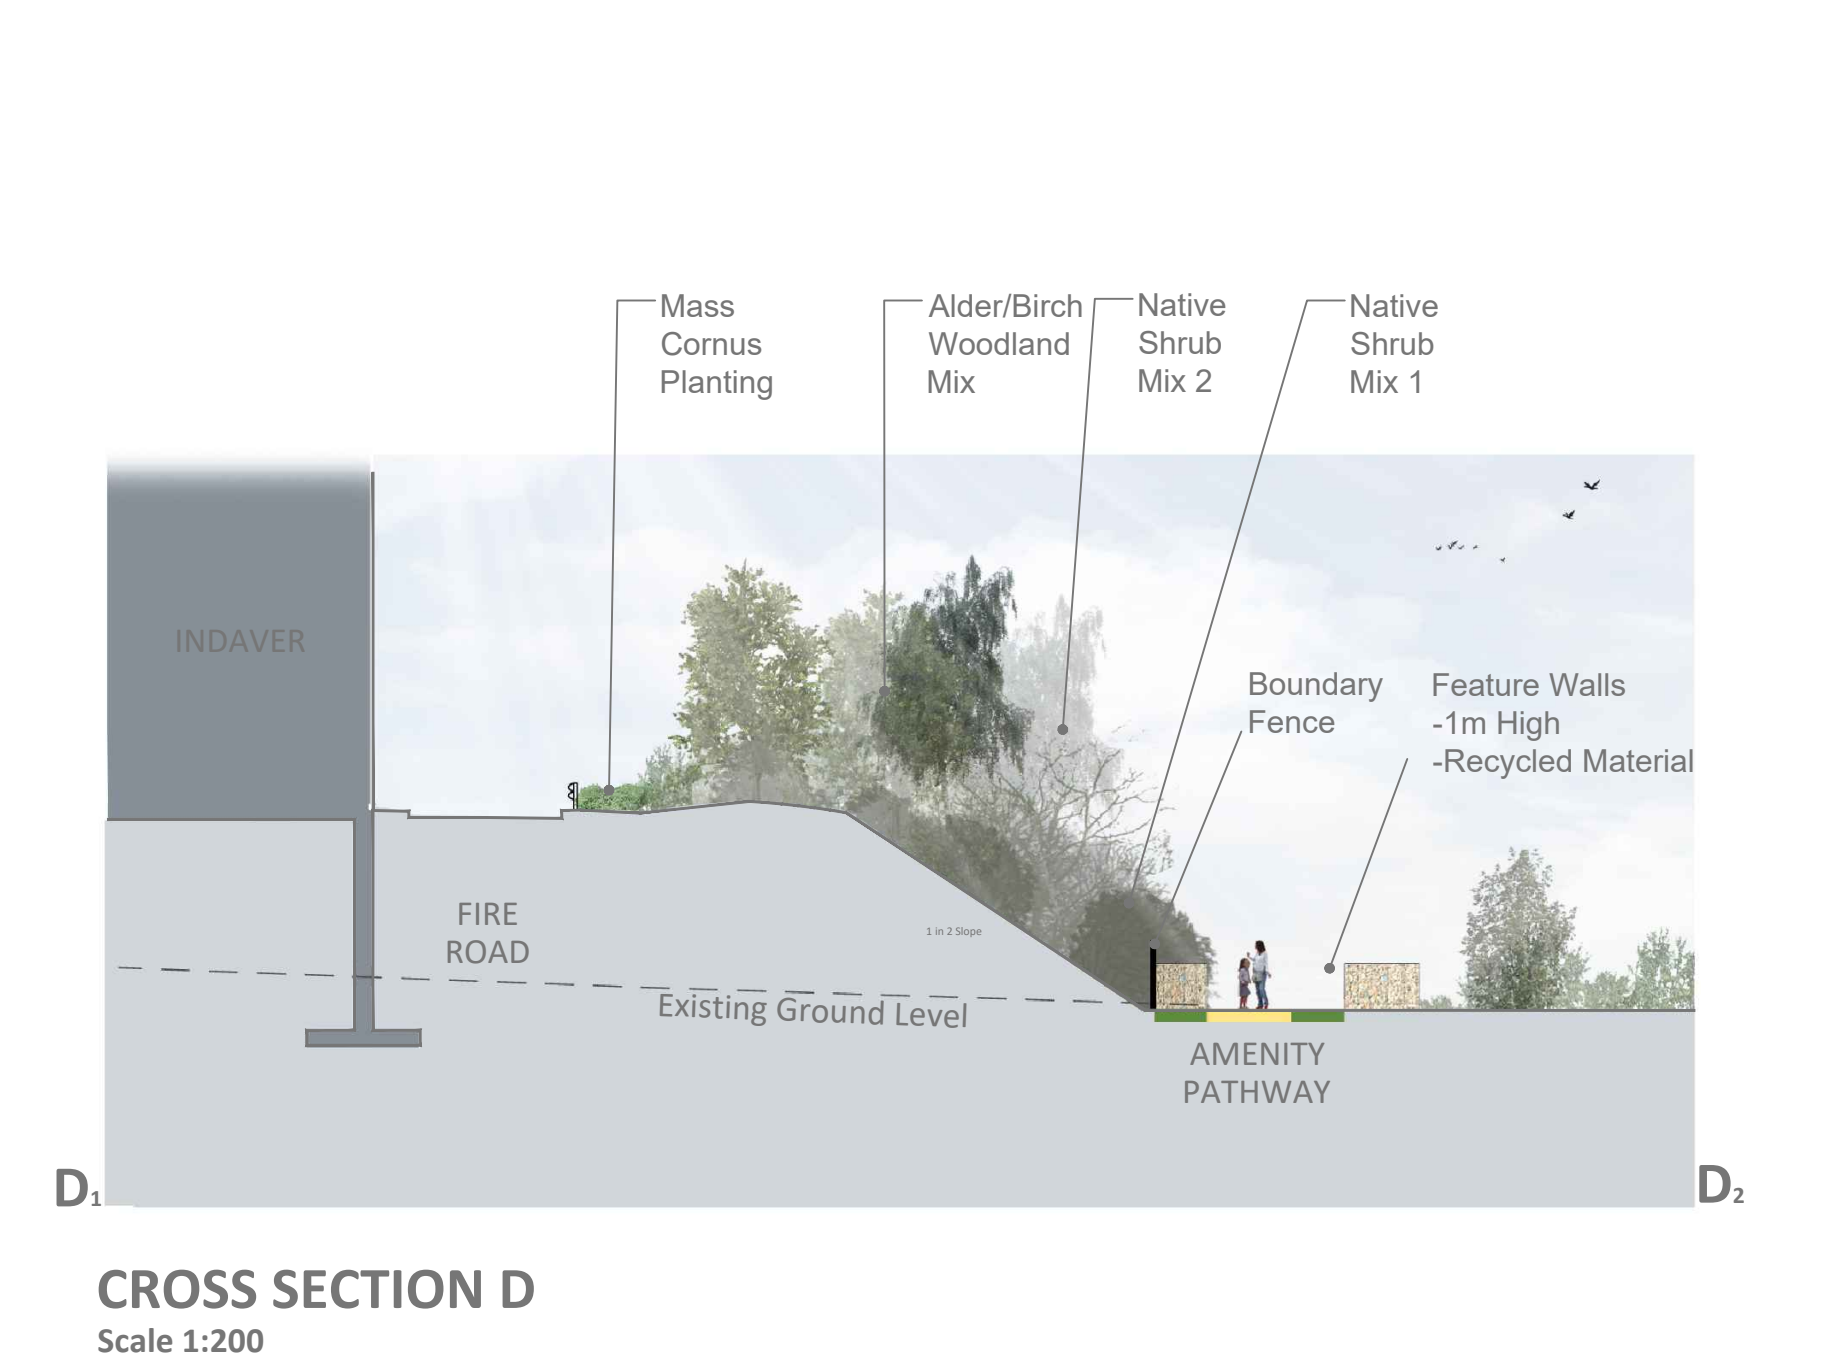 Mass
Cornus
Planting
Alder/Birch
Woodland
Mix
Native
Shrub
Mix 2
Native
Shrub
Mix 1
INDAVER
Boundary
Fence
Feature Walls
-1m High
-Recycled Material
FIRE
ROAD
1 in 2 Slope
Existing Ground Level
AMENITY
PATHWAY
D1
D2
CROSS SECTION D
Scale 1:200